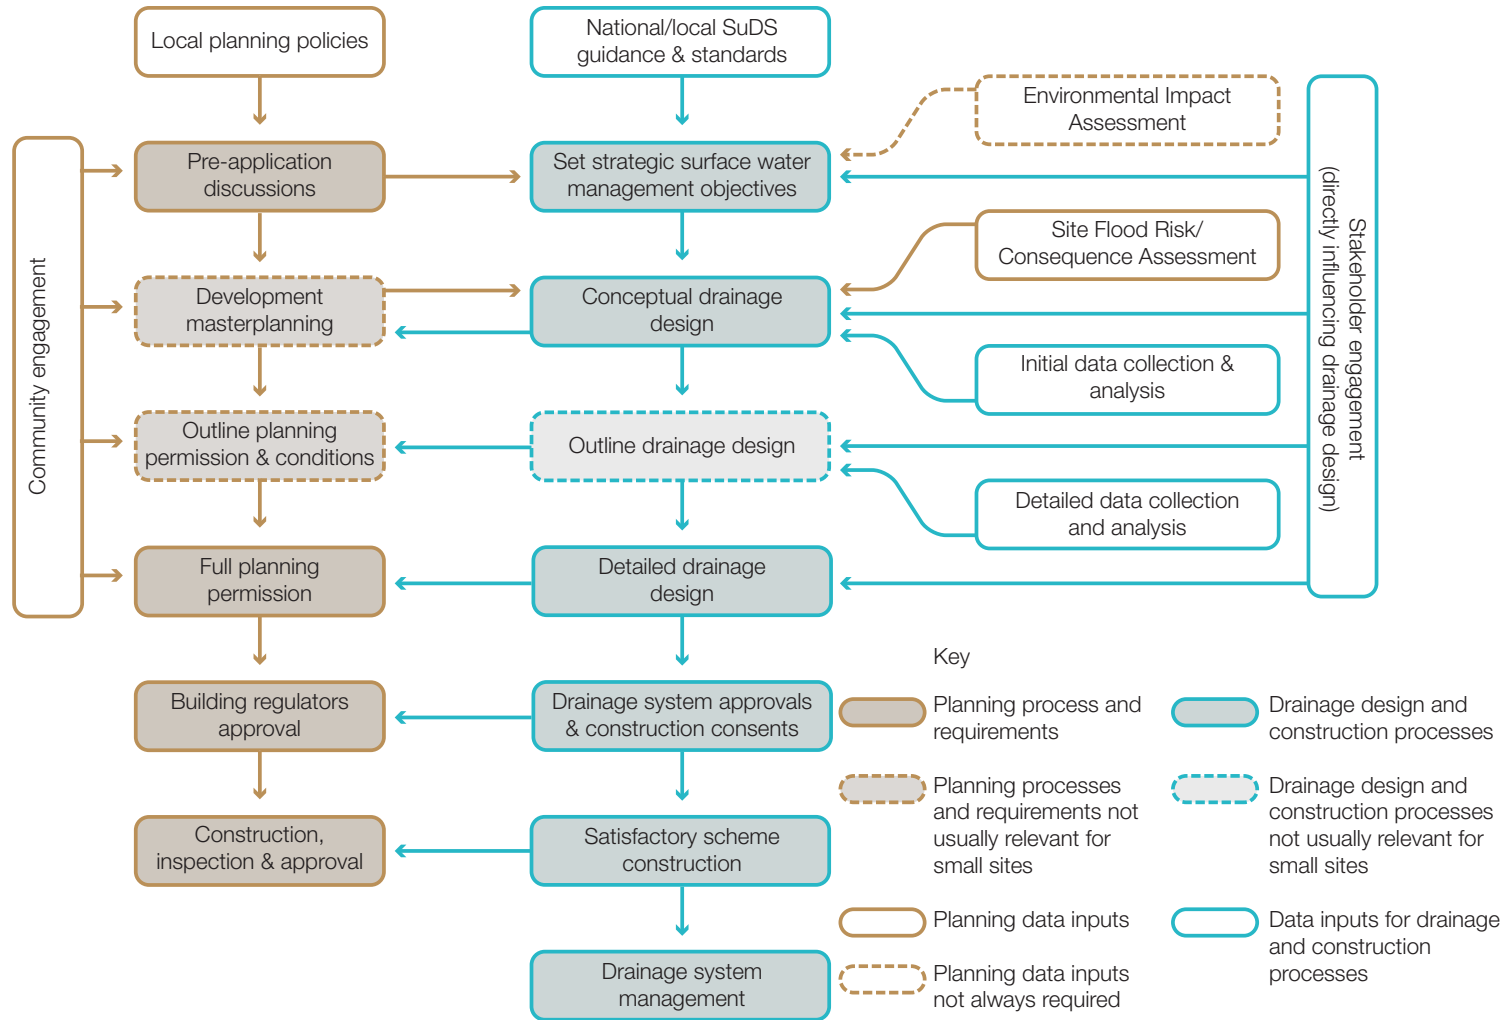 Local planning policies
National/local SuDS
guidance & standards
Environmental Impact
Assessment
Pre-application
discussions
Set strategic surface water
management objectives
Site Flood Risk/
Consequence Assessment
Community engagement
Stakeholder engagement
(directly influencing drainage design)
Development
masterplanning
Conceptual drainage
design
Initial data collection &
analysis
Outline planning
permission & conditions
Outline drainage design
Detailed data collection
and analysis
Full planning
permission
Detailed drainage
design
Building regulators
approval
Drainage system approvals
& construction consents
Construction,
inspection & approval
Satisfactory scheme
construction
Drainage system
management
Key
Planning process and
requirements
Planning processes
and requirements not
usually relevant for
small sites
Planning data inputs
Planning data inputs
not always required
Drainage design and
construction processes
Drainage design and
construction processes
not usually relevant for
small sites
Data inputs for drainage
and construction
processes